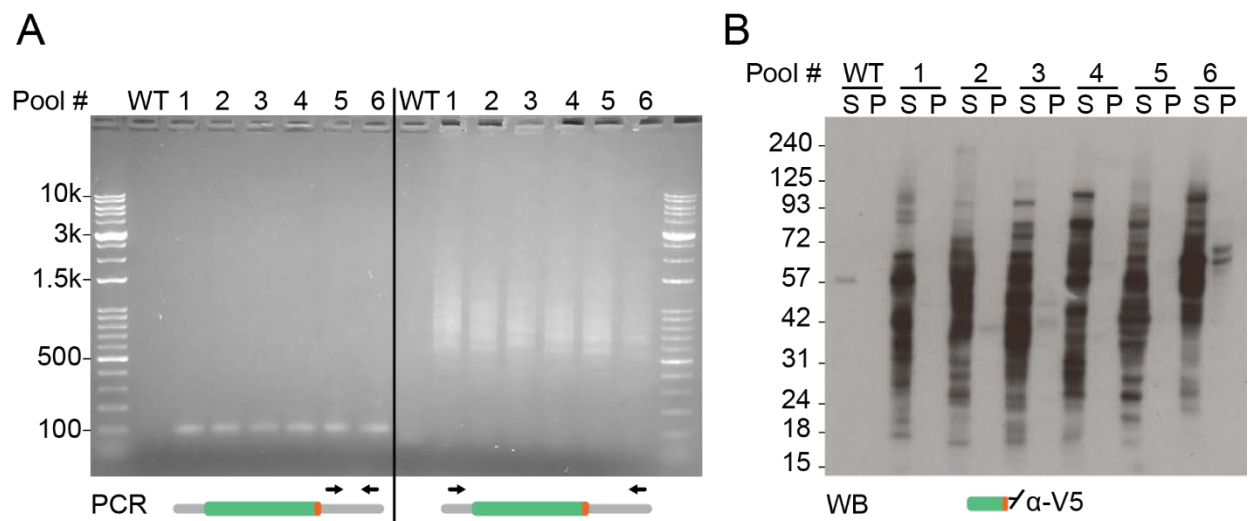 A
Pool # WT 1 2 3 4 5 6 WT 1 2 3 4 5 6
10k
3k
1.5k
500
100
PCR
B
Pool # WT 1 2 3 4 5 6
S P S P S P S P S P S P S P
240
125
93
72
57
42
31
24
18
15
WB α-V5